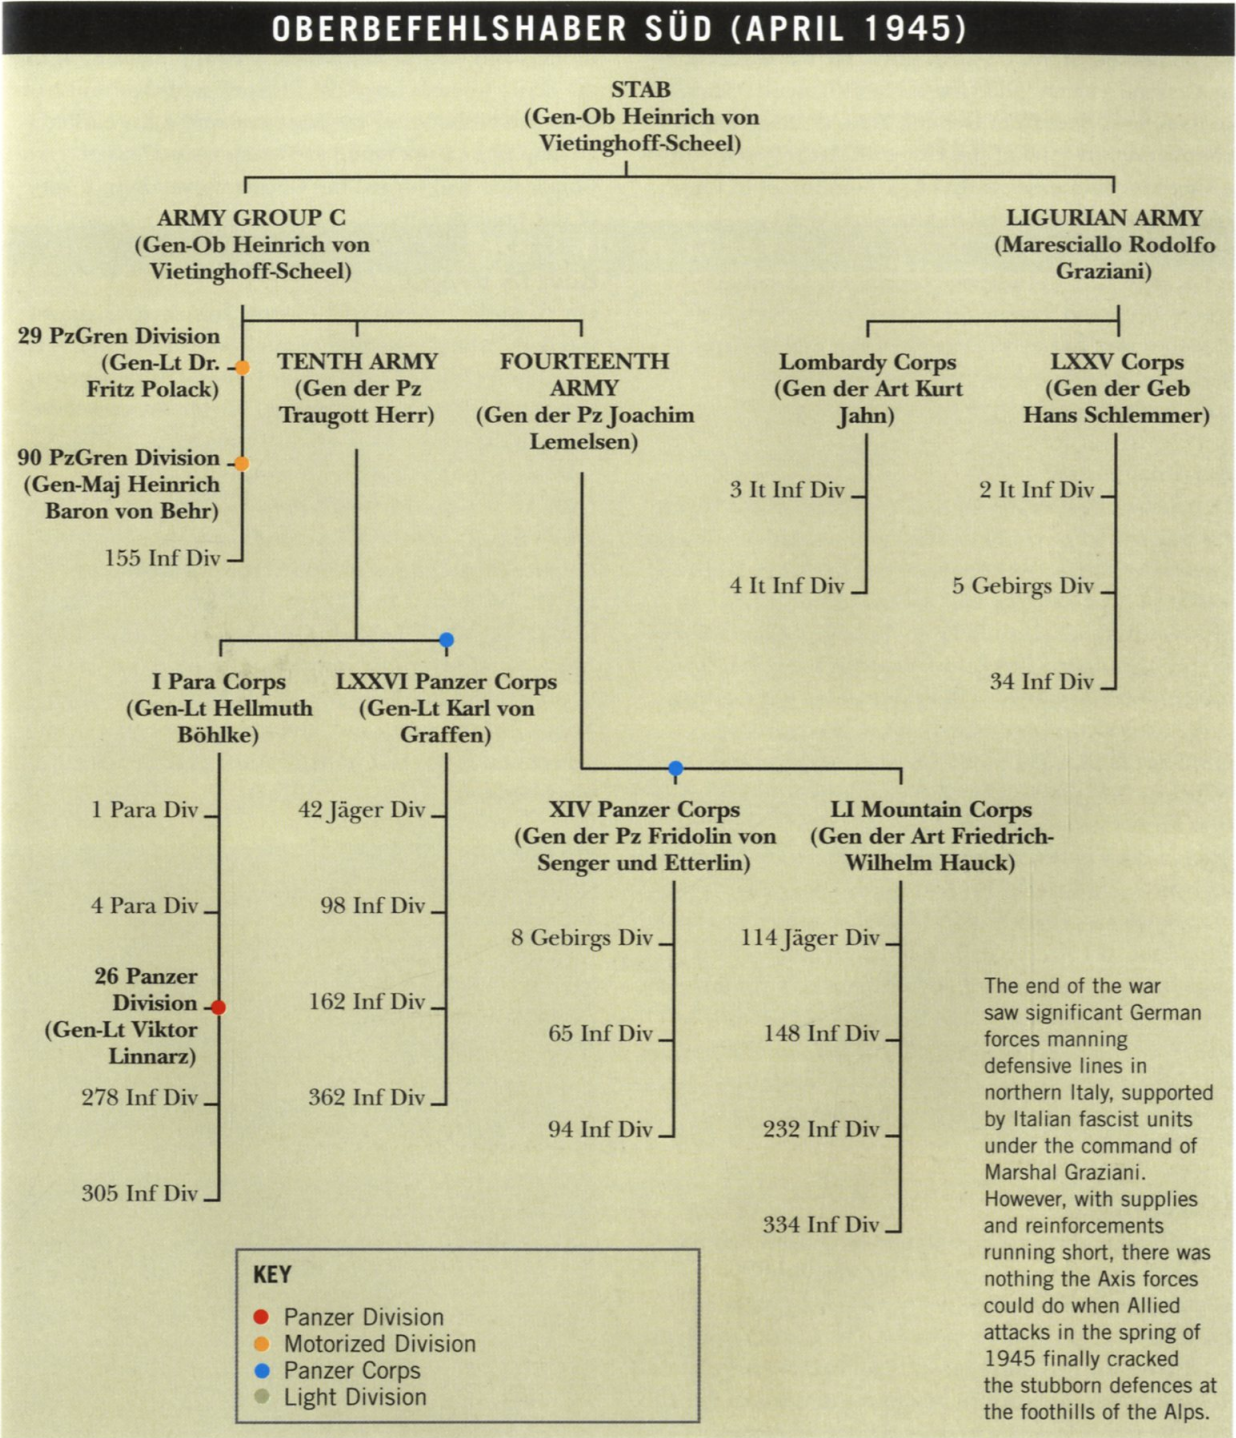 OBERBEFEHLSHABER SÜD (APRIL 1945)
STAB
(Gen-Ob Heinrich von
Vietinghoff-Scheel)
ARMY GROUP C
(Gen-Ob Heinrich von
Vietinghoff-Scheel)
LIGURIAN ARMY
(Maresciallo Rodolfo
Graziani)
29 PzGren Division
(Gen-Lt Dr.
Fritz Polack)
90 PzGren Division
(Gen-Maj Heinrich
Baron von Behr)
155 Inf Div
TENTH ARMY
(Gen der Pz
Traugott Herr)
FOURTEENTH
ARMY
(Gen der Pz Joachim
Lemelsen)
Lombardy Corps
(Gen der Art Kurt
Jahn)
3 It Inf Div
4 It Inf Div
LXXV Corps
(Gen der Geb
Hans Schlemmer)
2 It Inf Div
5 Gebirgs Div
34 Inf Div
I Para Corps
(Gen-Lt Hellmuth
Böhlke)
1 Para Div
4 Para Div
26 Panzer
Division
(Gen-Lt Viktor
Linnarz)
278 Inf Div
305 Inf Div
LXXVI Panzer Corps
(Gen-Lt Karl von
Graffen)
42 Jäger Div
98 Inf Div
162 Inf Div
362 Inf Div
XIV Panzer Corps
(Gen der Pz Fridolin von
Senger und Etterlin)
8 Gebirgs Div
65 Inf Div
94 Inf Div
LI Mountain Corps
(Gen der Art Friedrich-
Wilhelm Hauck)
114 Jäger Div
148 Inf Div
232 Inf Div
334 Inf Div
The end of the war
saw significant German
forces manning
defensive lines in
northern Italy, supported
by Italian fascist units
under the command of
Marshal Graziani.
However, with supplies
and reinforcements
running short, there was
nothing the Axis forces
could do when Allied
attacks in the spring of
1945 finally cracked
the stubborn defences at
the foothills of the Alps.
KEY
Panzer Division
Motorized Division
Panzer Corps
Light Division